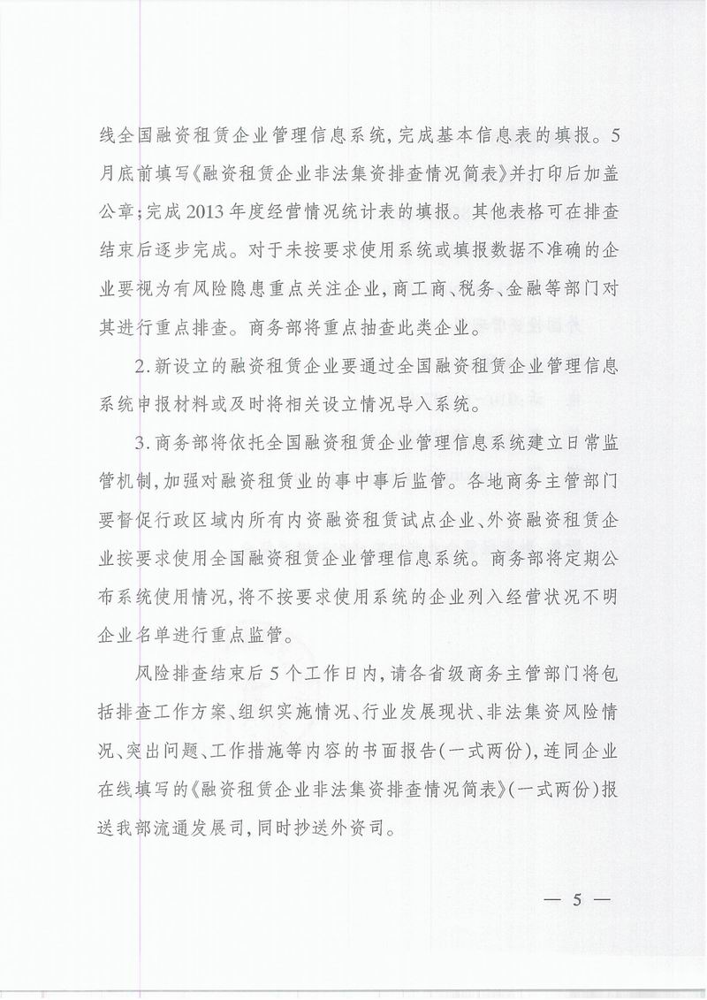 线全国融资租赁企业管理信息系统,完成基本信息表的填报。5
月底前填写《融资租赁企业非法集资排查情况简表》并打印后加盖
公章;完成2013年度经营情况统计表的填报。其他表格可在排查
结束后逐步完成。对于未按要求使用系统或填报数据不准确的企
业要视为有风险隐患重点关注企业,商工商、税务、金融等部门对
其进行重点排查。商务部将重点抽查此类企业。
2.新设立的融资租赁企业要通过全国融资租赁企业管理信息
系统申报材料或及时将相关设立情况导入系统。
3.商务部将依托全国融资租赁企业管理信息系统建立日常监
管机制,加强对融资租赁业的事中事后监管。各地商务主管部门
要督促行政区域内所有内资融资租赁试点企业、外资融资租赁企
业按要求使用全国融资租赁企业管理信息系统。商务部将定期公
布系统使用情况,将不按要求使用系统的企业列入经营状况不明
企业名单进行重点监管。
风险排查结束后5个工作日内,请各省级商务主管部门将包
括排查工作方案、组织实施情况、行业发展现状、非法集资风险情
况、突出问题、工作措施等内容的书面报告(一式两份),连同企业
在线填写的《融资租赁企业非法集资排查情况简表》(一式两份)报
送我部流通发展司,同时抄送外资司。
— 5 —